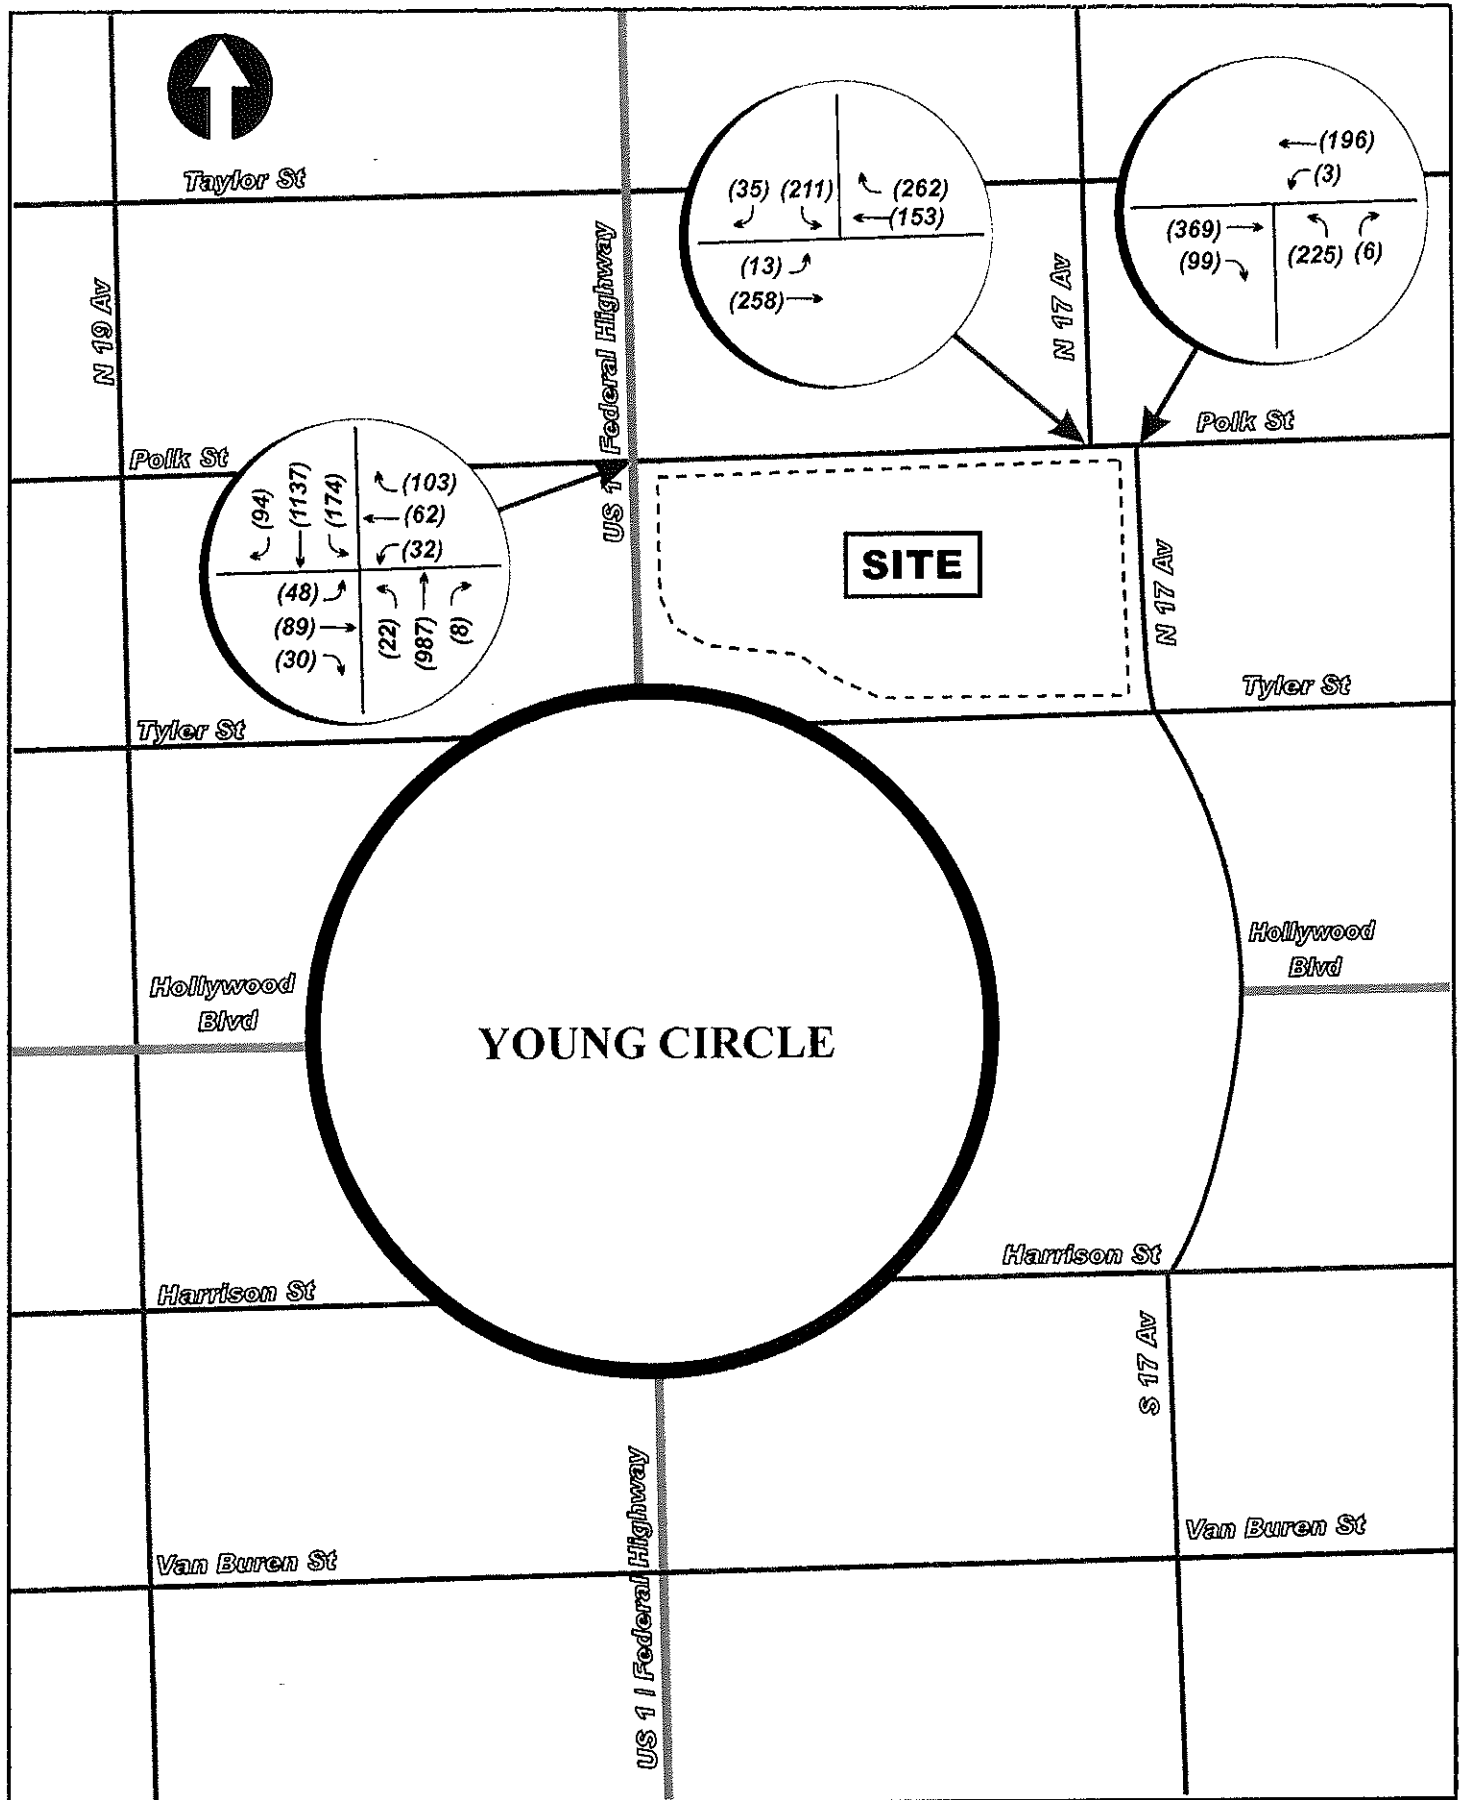 Taylor St
(35) (211)
(262)
(153)
(13)
(258)
(196)
(3)
(369)
(99)
(225) (6)
N 19 Av
US 1 Federal Highway
N 17 Av
Polk St
Polk St
(94)
(1137)
(174)
(103)
(62)
(32)
(48)
(89)
(30)
(22)
(987)
(8)
SITE
N 17 Av
Tyler St
Tyler St
Hollywood
Blvd
Hollywood
Blvd
YOUNG CIRCLE
Harrison St
Harrison St
S 17 Av
US 1 / Federal Highway
Van Buren St
Van Buren St